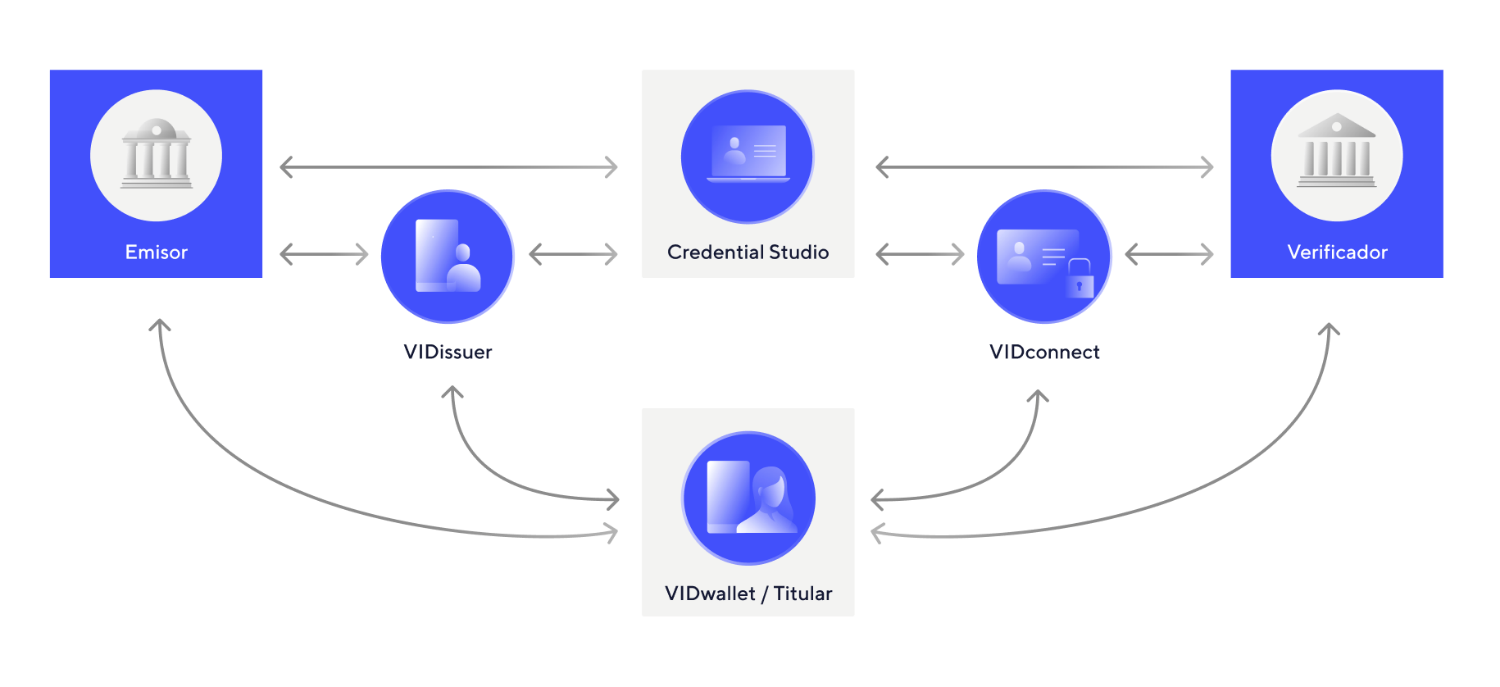 Emisor
Credential Studio
Verificador
VIDissuer
VIDconnect
VIDwallet / Titular